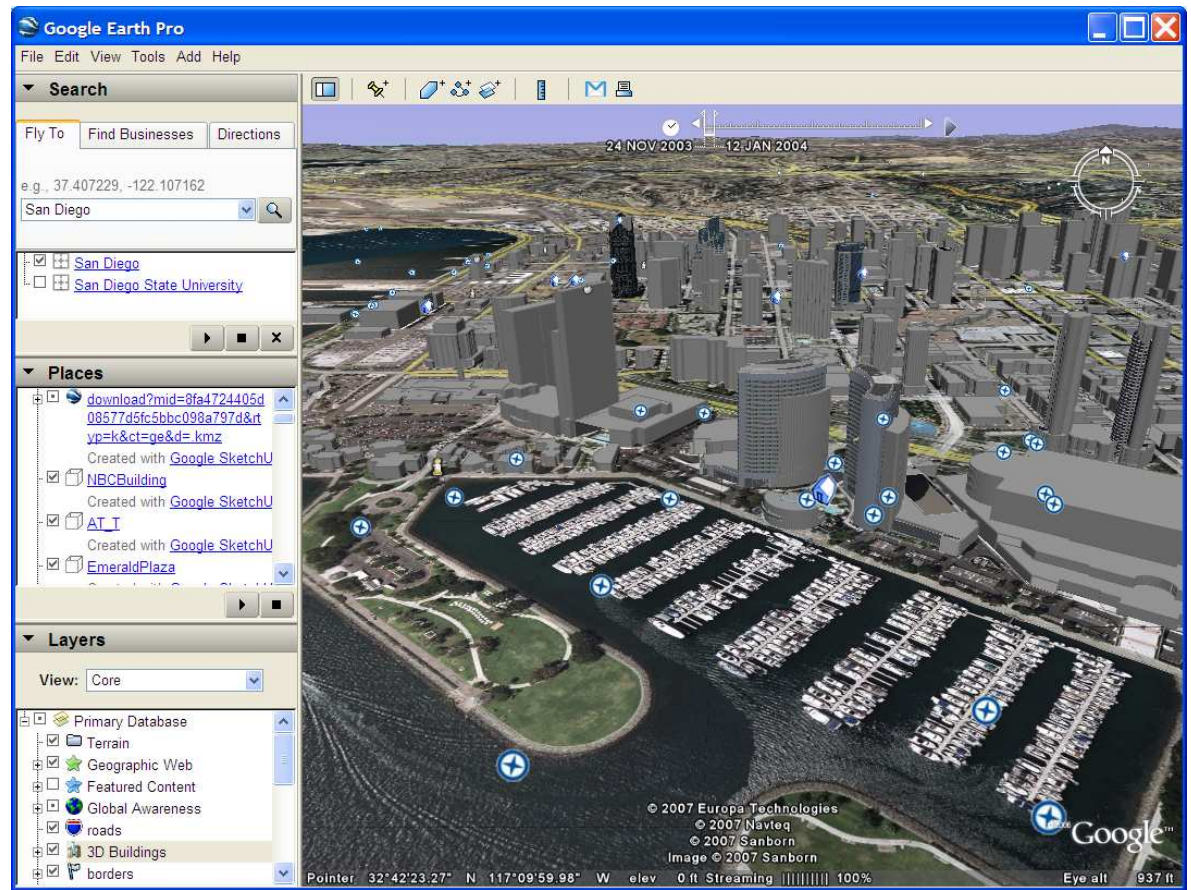 Google Earth Pro
File Edit View Tools Add Help
Search
Fly To Find Businesses Directions
e.g., 37.407229, -122.107162
San Diego
San Diego
San Diego State University
Places
download?mid=8fa4724405d
08577d5fc5bbc098a797d&rt
yp=k&ct=ge&d=.kmz
Created with Google SketchU
NBCBuilding
Created with Google SketchU
AT_T
Created with Google SketchU
EmeraldPlaza
Layers
View: Core
Primary Database
Terrain
Geographic Web
Featured Content
Global Awareness
roads
3D Buildings
borders
24 NOV 2003 12 JAN 2004
N
© 2007 Europa Technologies
© 2007 Navteq
© 2007 Sanborn
Image © 2007 Sanborn
Google™
Pointer 32°42'23.27" N 117°09'59.98" W elev 0 ft Streaming |||||||||| 100% Eye alt 937 ft